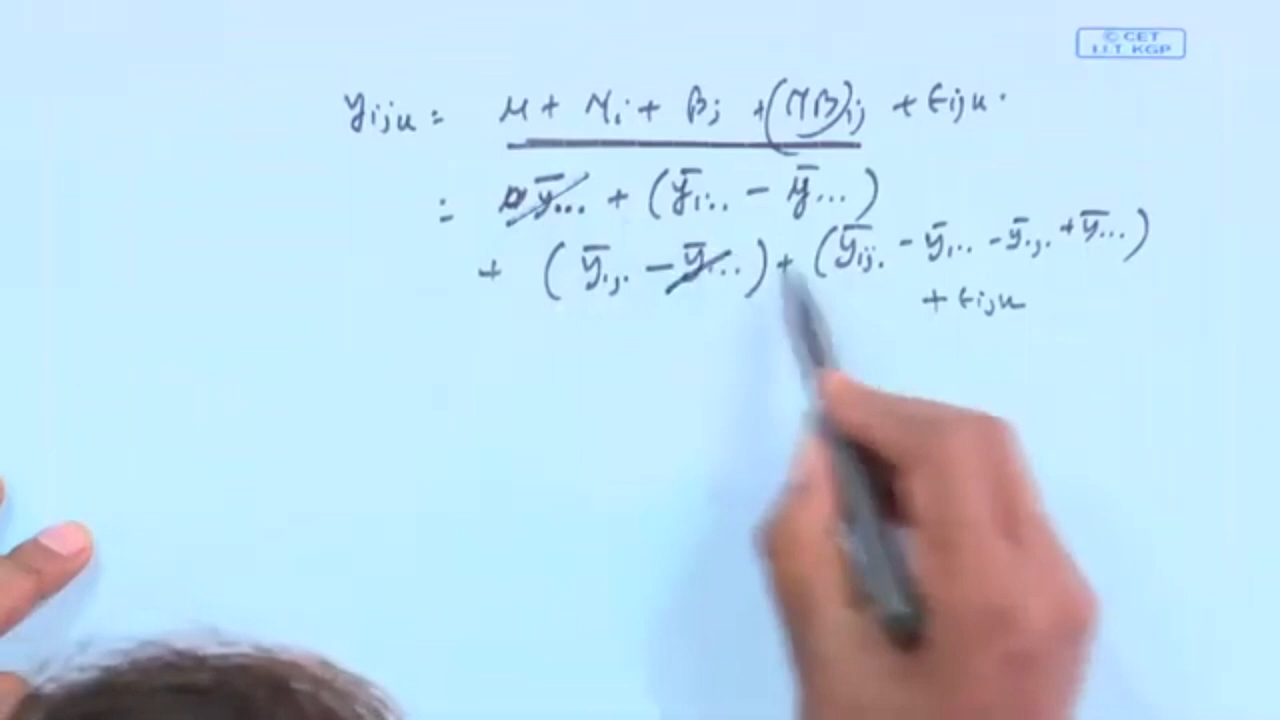 © CET
I.I.T. KGP
yijk = μ + τi + βj + (τβ)ij + εijk.
= ȳ... + (ȳi.. − ȳ...)
+ (ȳ.j. − ȳ...) + (ȳij. − ȳi.. − ȳ.j. + ȳ...)
+ εijk